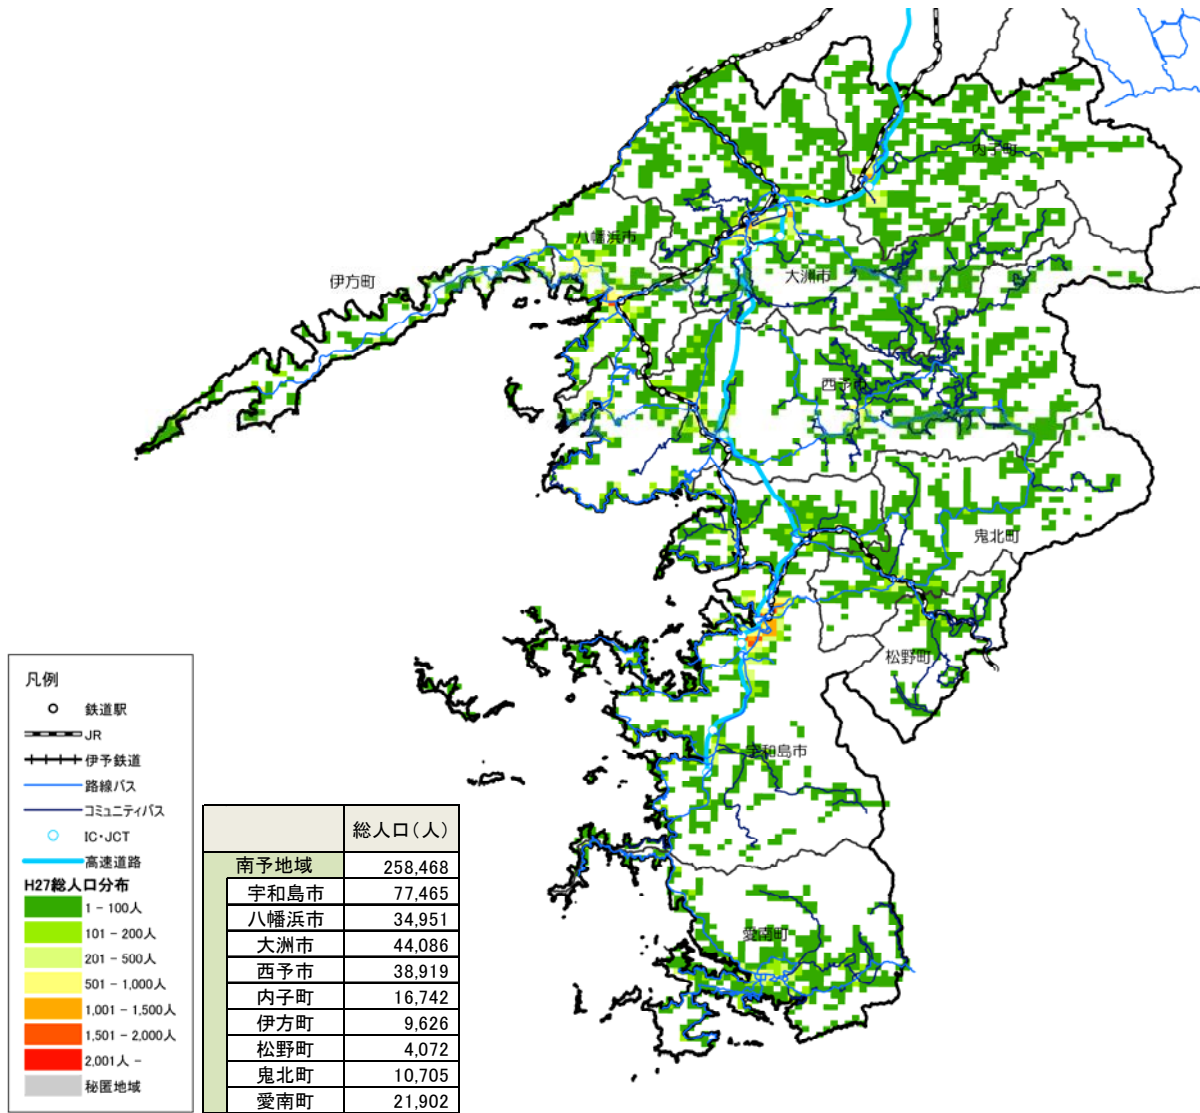 内子町
八幡浜市
伊方町
大洲市
西予市
鬼北町
松野町
宇和島市
愛南町
凡例
鉄道駅
JR
伊予鉄道
路線バス
コミュニティバス
IC・JCT
高速道路
H27総人口分布
1 - 100人
101 - 200人
201 - 500人
501 - 1,000人
1,001 - 1,500人
1,501 - 2,000人
2,001人 -
秘匿地域
総人口(人)
南予地域 258,468
宇和島市 77,465
八幡浜市 34,951
大洲市 44,086
西予市 38,919
内子町 16,742
伊方町 9,626
松野町 4,072
鬼北町 10,705
愛南町 21,902